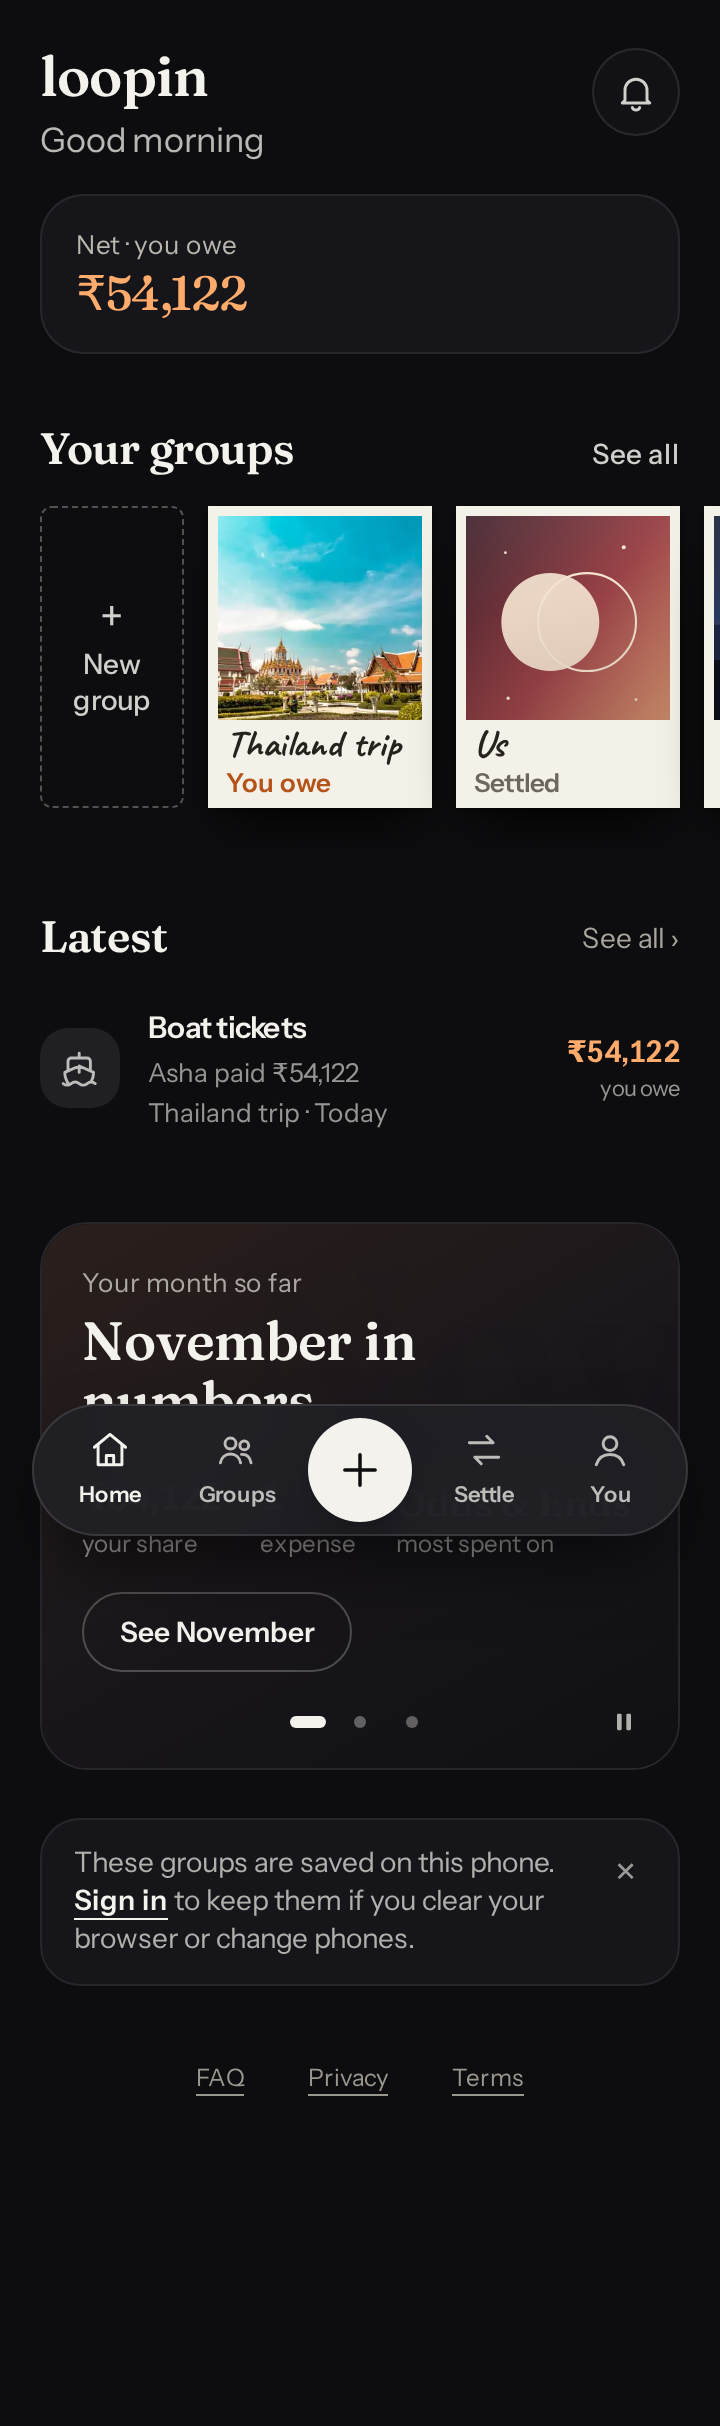 loopin
Good morning
Net · you owe
₹54,122
Your groups
See all
+
New
group
Thailand trip
You owe
Us
Settled
Latest
See all ›
Boat tickets
Asha paid ₹54,122
Thailand trip · Today
₹54,122
you owe
Your month so far
November in
numbers
Home
Groups
Settle
You
your share
expense
most spent on
See November
These groups are saved on this phone.
Sign in to keep them if you clear your
browser or change phones.
FAQ
Privacy
Terms